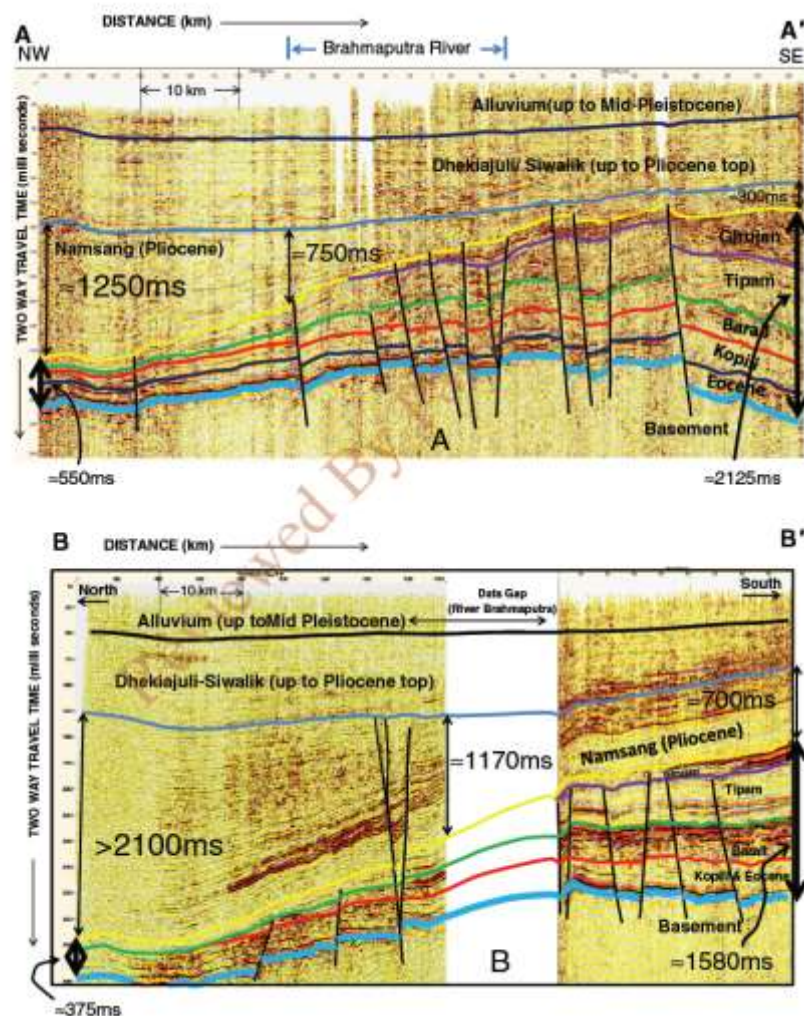 A
DISTANCE (km)
A'
NW
Brahmaputra River
SE
10 km
Alluvium(up to Mid-Pleistocene)
Dhekiajuli/ Siwalik (up to Pliocene top)
≈300ms
Namsang (Pliocene)
≈750ms
Girujan
≈1250ms
Tipam
Barail
Kopili
Eocene
Basement
A
TWO WAY TRAVEL TIME (milli seconds)
≈550ms
≈2125ms
B
DISTANCE (km)
B'
North
10 km
Data Gap
(River Brahmaputra)
South
Alluvium (up toMid Pleistocene)
Dhekiajuli-Siwalik (up to Pliocene top)
≈700ms
≈1170ms
Namsang (Pliocene)
Tipam
>2100ms
Barail
Kopili & Eocene
Basement
B
TWO WAY TRAVEL TIME (milli seconds)
≈1580ms
≈375ms